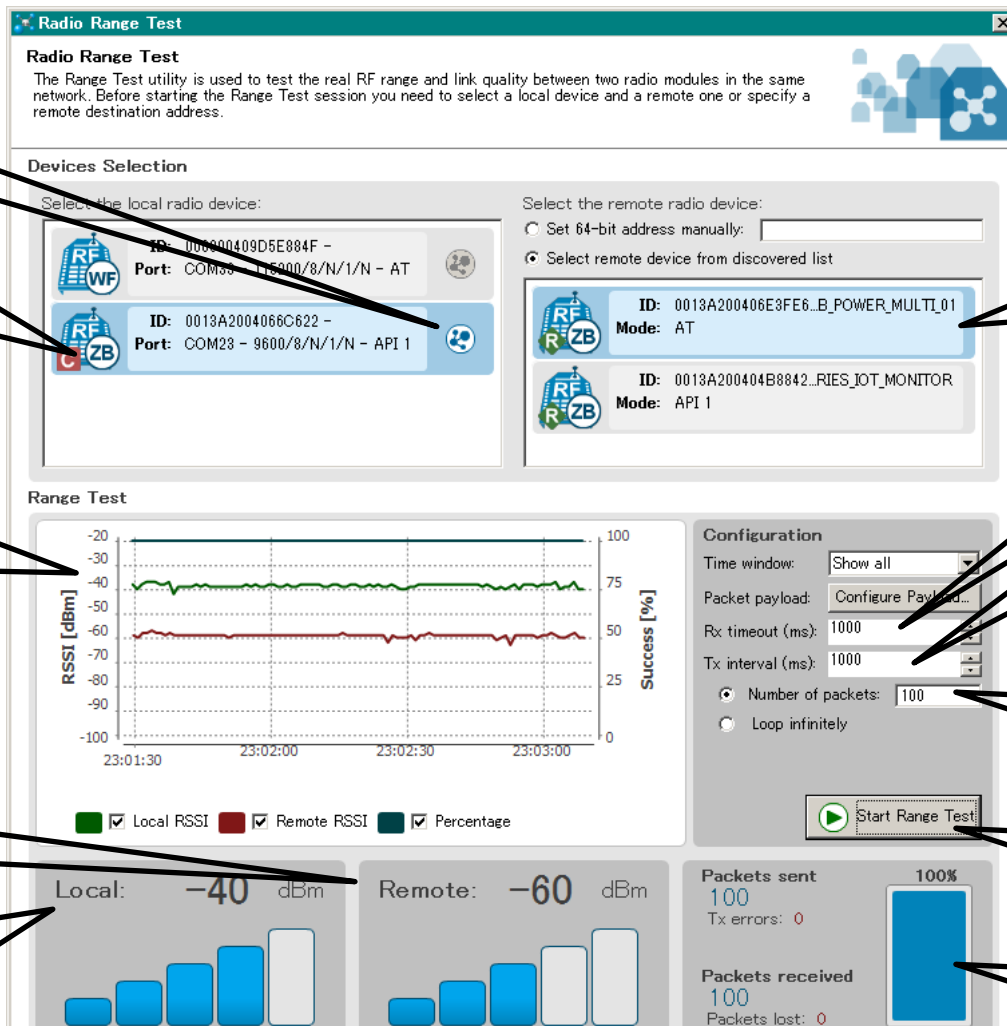 Radio Range Test
Radio Range Test
The Range Test utility is used to test the real RF range and link quality between two radio modules in the same
network. Before starting the Range Test session you need to select a local device and a remote one or specify a
remote destination address.
Devices Selection
Select the local radio device:
RF
WF
ID: 000000409D5E884F -
Port: COM33 - 115200/8/N/1/N - AT
RF
C
ZB
ID: 0013A2004066C622 -
Port: COM23 - 9600/8/N/1/N - API 1
Select the remote radio device:
Set 64-bit address manually:
Select remote device from discovered list
RF
R
ZB
ID: 0013A200406E3FE6...B_POWER_MULTI_01
Mode: AT
RF
R
ZB
ID: 0013A200404B8842...RIES_IOT_MONITOR
Mode: API 1
Range Test
RSSI [dBm]
-20
-30
-40
-50
-60
-70
-80
-90
-100
100
75
50
25
0
Success [%]
23:01:30
23:02:00
23:02:30
23:03:00
Local RSSI
Remote RSSI
Percentage
Configuration
Time window: Show all
Packet payload: Configure Payload...
Rx timeout (ms): 1000
Tx interval (ms): 1000
Number of packets: 100
Loop infinitely
Start Range Test
Local: -40 dBm
Remote: -60 dBm
Packets sent
100
Tx errors: 0
Packets received
100
Packets lost: 0
100%